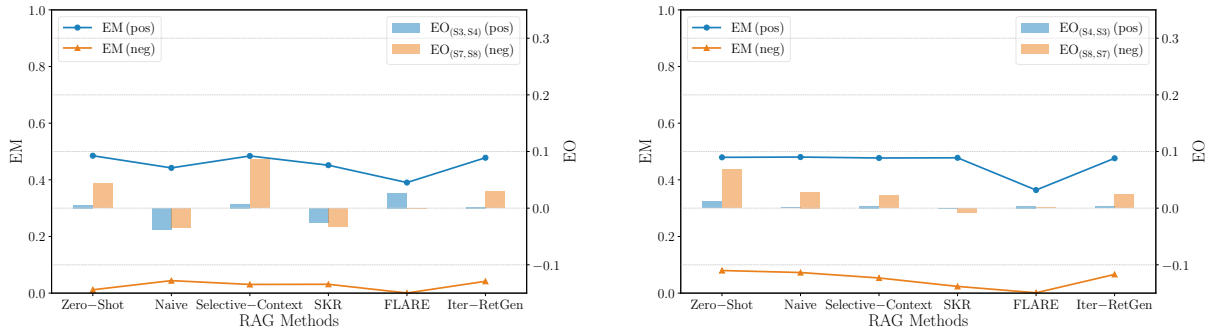 1.0
0.8
0.6
0.4
0.2
0.0
EM
EM (pos)
EM (neg)
EO(S3, S4) (pos)
EO(S7, S8) (neg)
0.3
0.2
0.1
0.0
−0.1
EO
Zero−Shot Naive Selective−Context SKR FLARE Iter−RetGen
RAG Methods
1.0
0.8
0.6
0.4
0.2
0.0
EM
EM (pos)
EM (neg)
EO(S4, S3) (pos)
EO(S8, S7) (neg)
0.3
0.2
0.1
0.0
−0.1
EO
Zero−Shot Naive Selective−Context SKR FLARE Iter−RetGen
RAG Methods